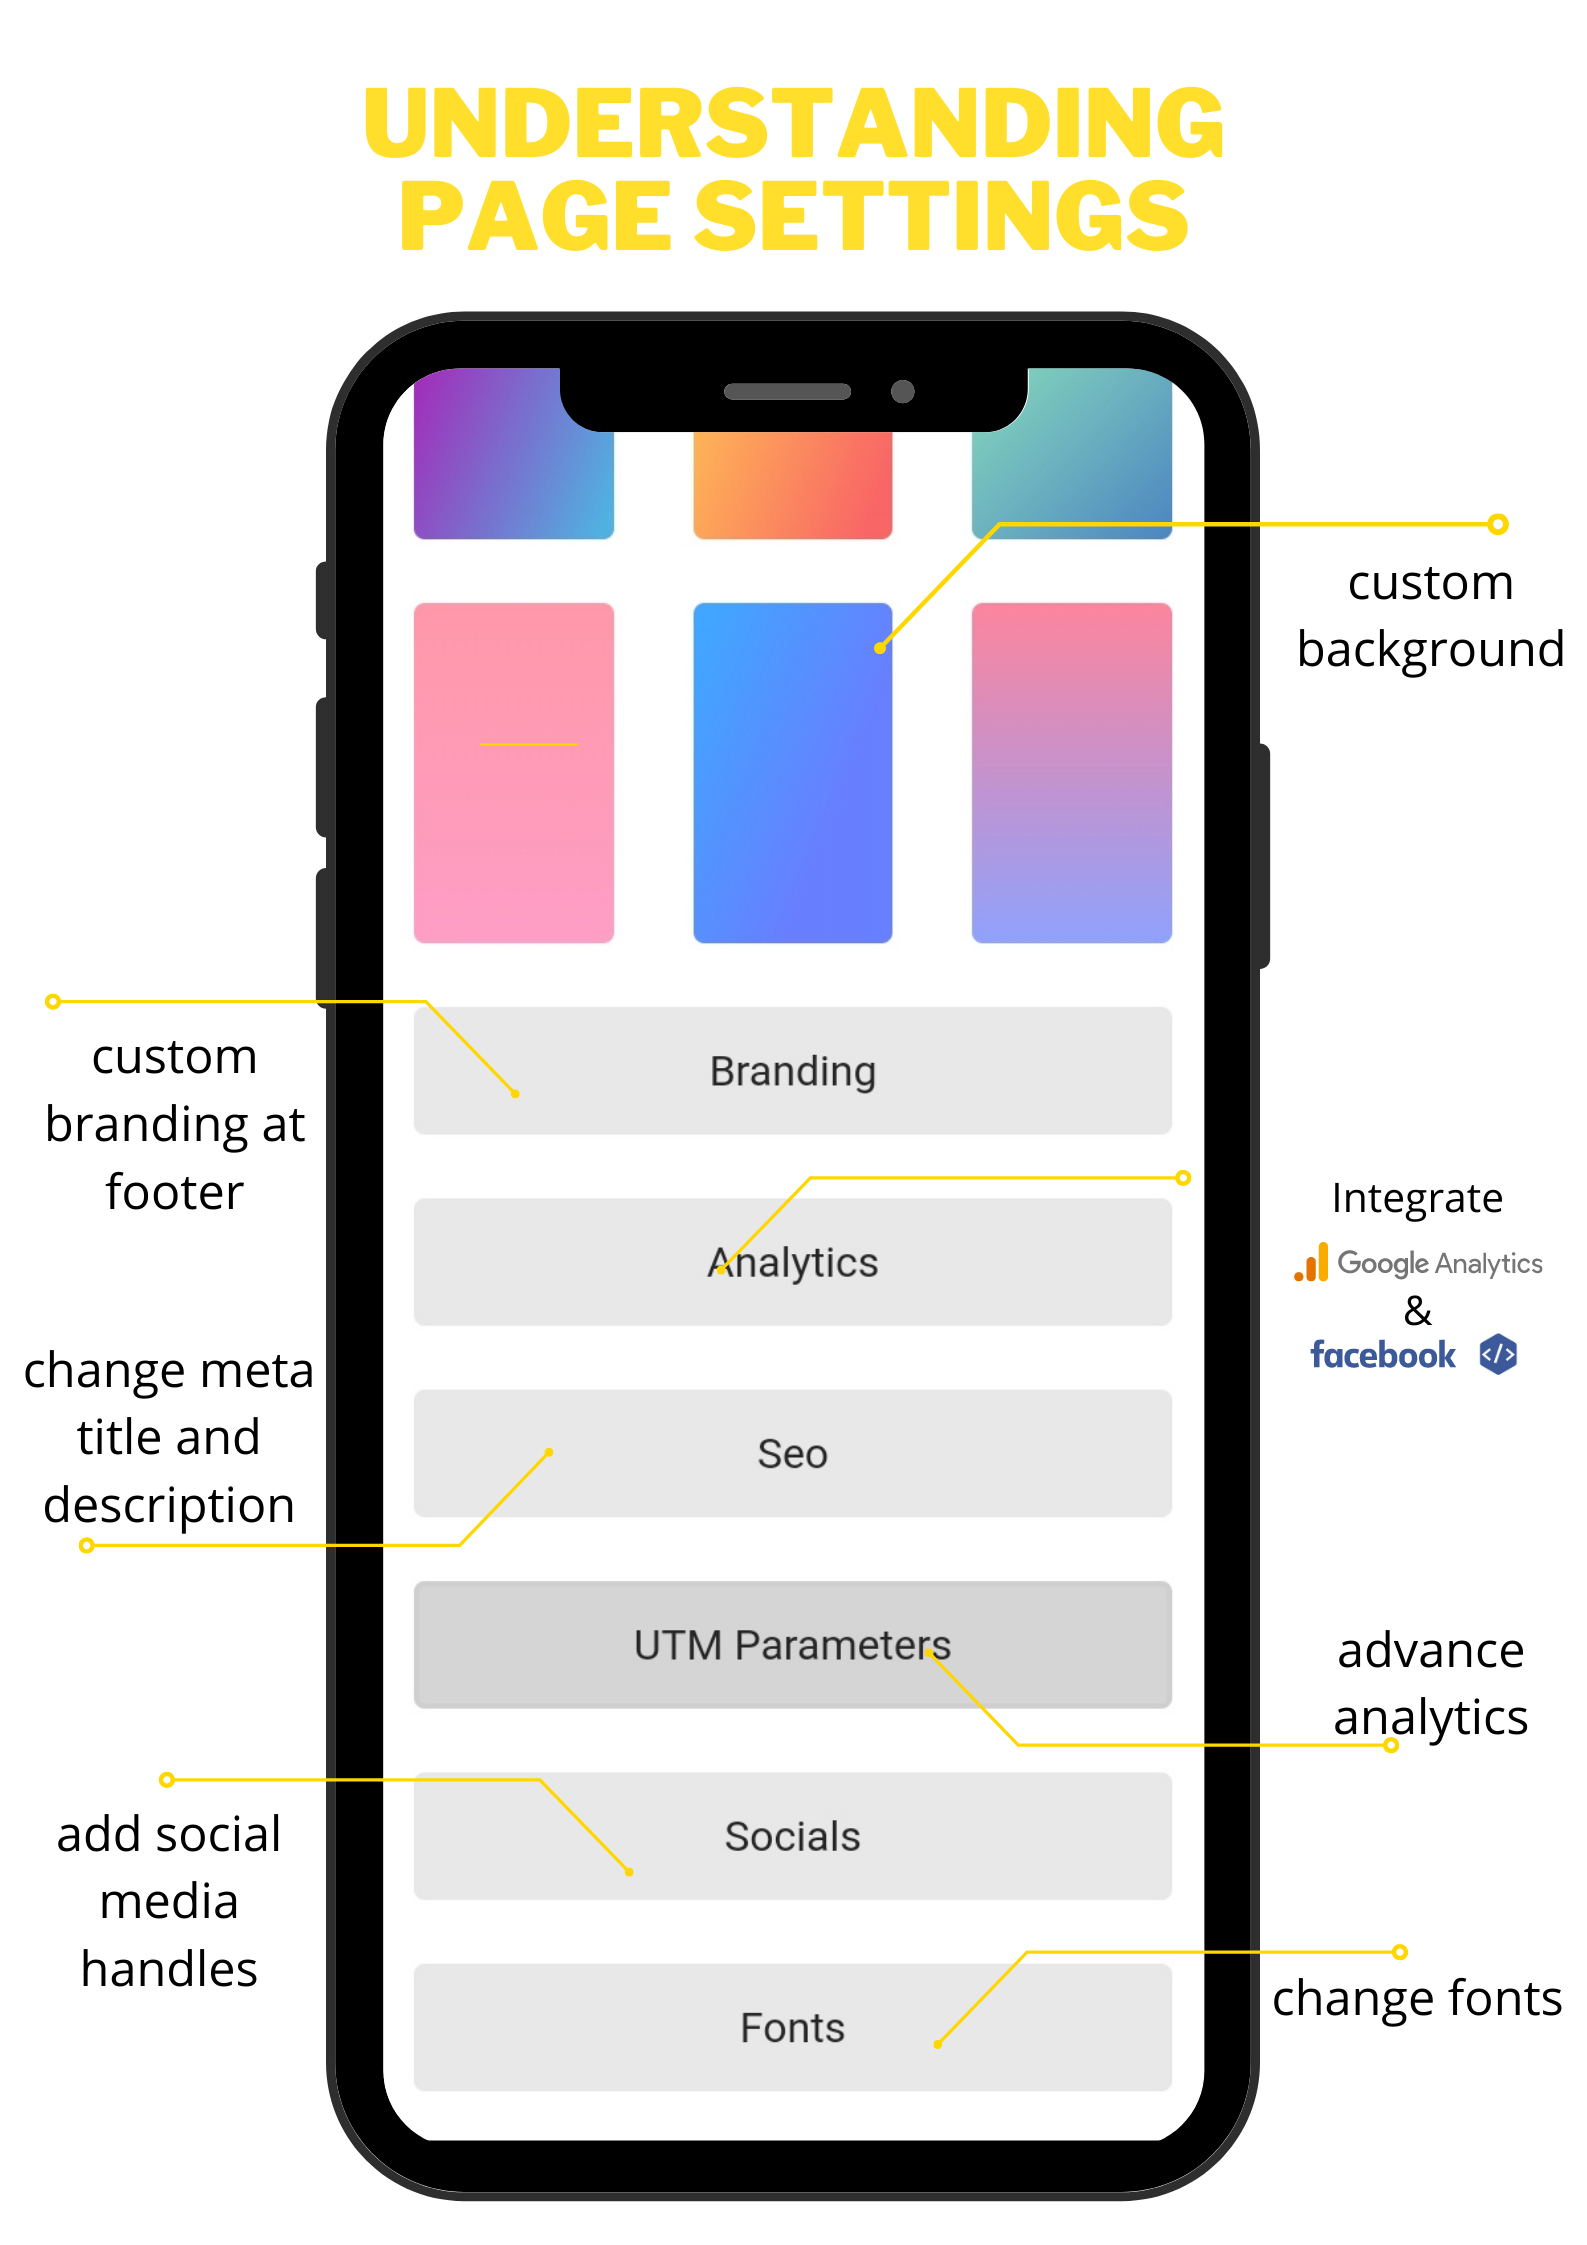 UNDERSTANDING
PAGE SETTINGS
custom
background
Branding
custom
branding at
footer
Analytics
Integrate
Google Analytics
&
facebook </>
Seo
change meta
title and
description
UTM Parameters
advance
analytics
Socials
add social
media
handles
Fonts
change fonts